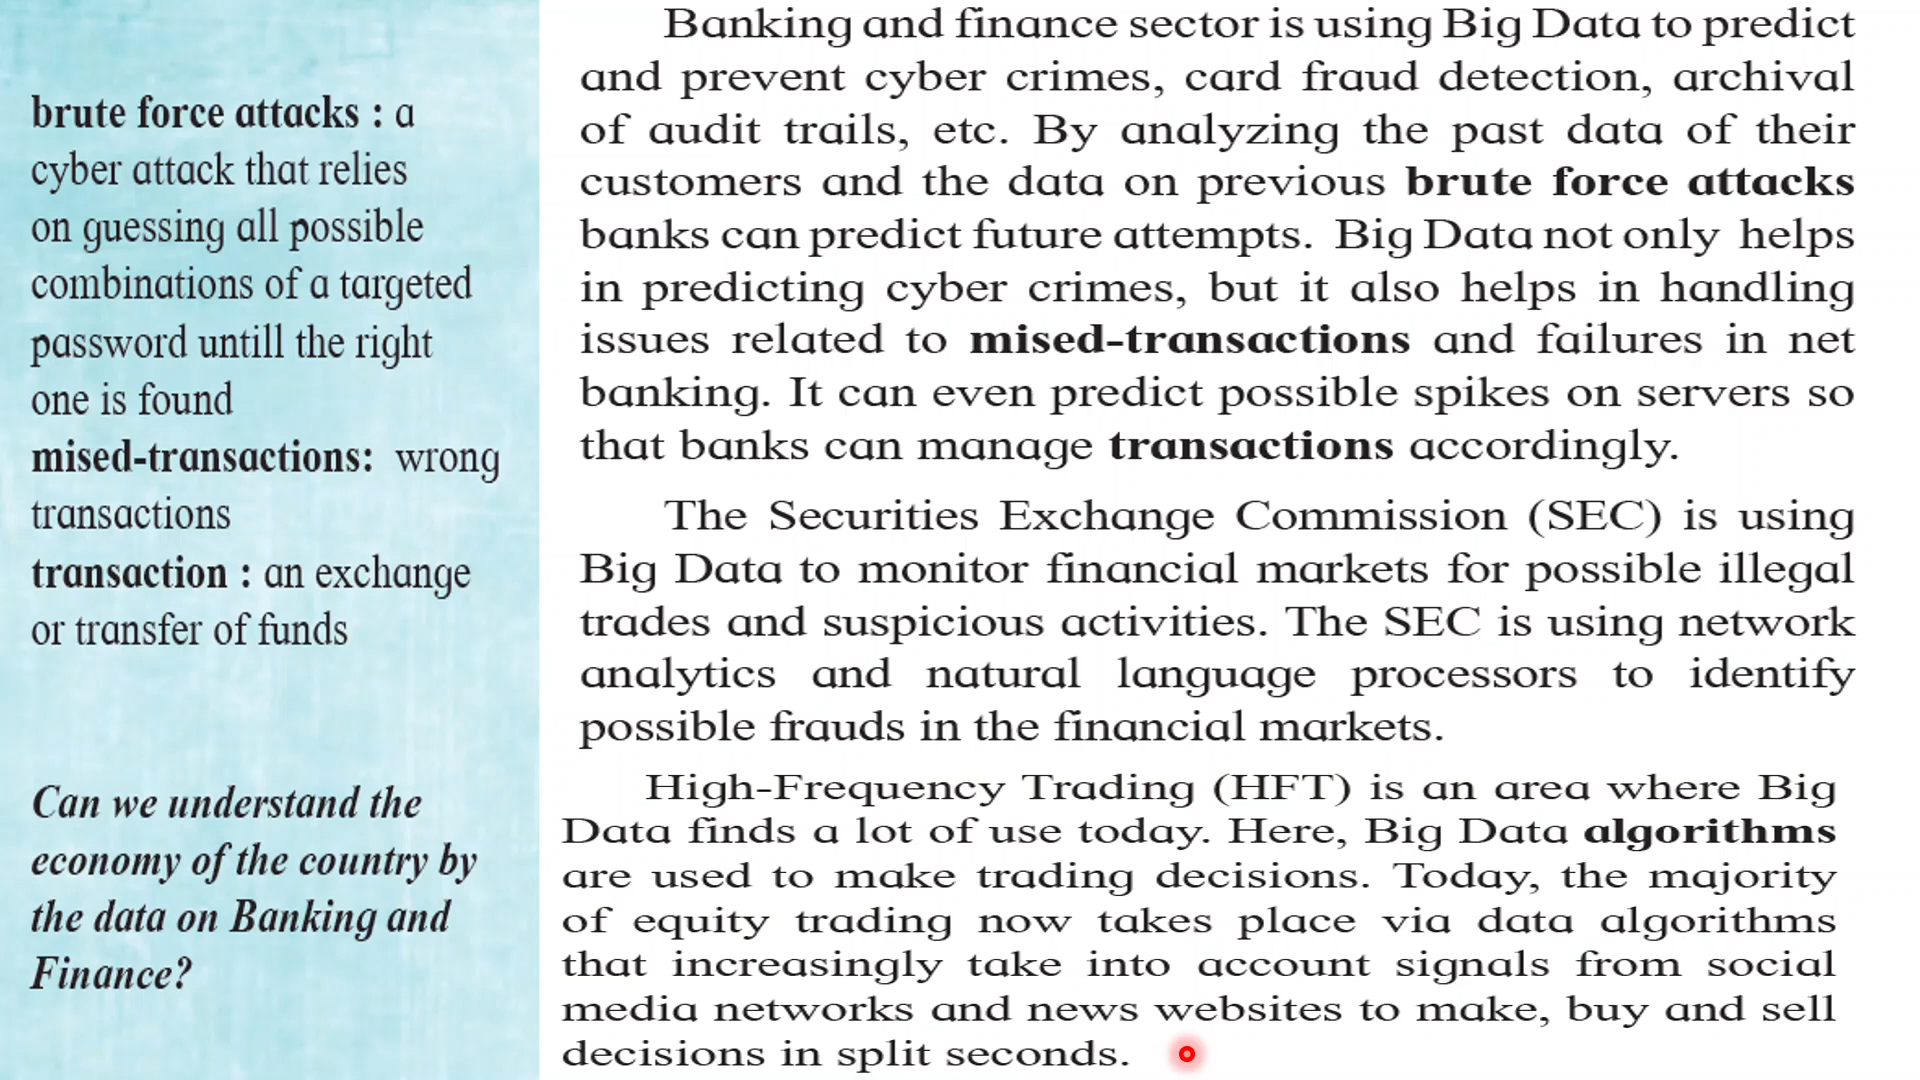 brute force attacks : a
cyber attack that relies
on guessing all possible
combinations of a targeted
password untill the right
one is found
mised-transactions: wrong
transactions
transaction : an exchange
or transfer of funds
Can we understand the
economy of the country by
the data on Banking and
Finance?
Banking and finance sector is using Big Data to predict
and prevent cyber crimes, card fraud detection, archival
of audit trails, etc. By analyzing the past data of their
customers and the data on previous brute force attacks
banks can predict future attempts. Big Data not only helps
in predicting cyber crimes, but it also helps in handling
issues related to mised-transactions and failures in net
banking. It can even predict possible spikes on servers so
that banks can manage transactions accordingly.
The Securities Exchange Commission (SEC) is using
Big Data to monitor financial markets for possible illegal
trades and suspicious activities. The SEC is using network
analytics and natural language processors to identify
possible frauds in the financial markets.
High-Frequency Trading (HFT) is an area where Big
Data finds a lot of use today. Here, Big Data algorithms
are used to make trading decisions. Today, the majority
of equity trading now takes place via data algorithms
that increasingly take into account signals from social
media networks and news websites to make, buy and sell
decisions in split seconds.